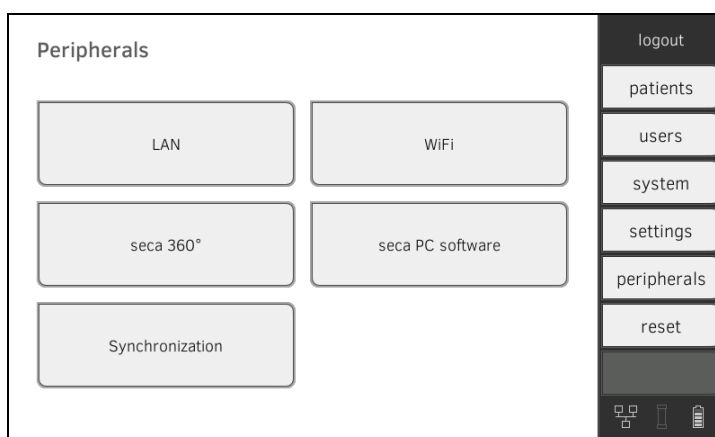 Peripherals
LAN
WiFi
seca 360°
seca PC software
Synchronization
logout
patients
users
system
settings
peripherals
reset